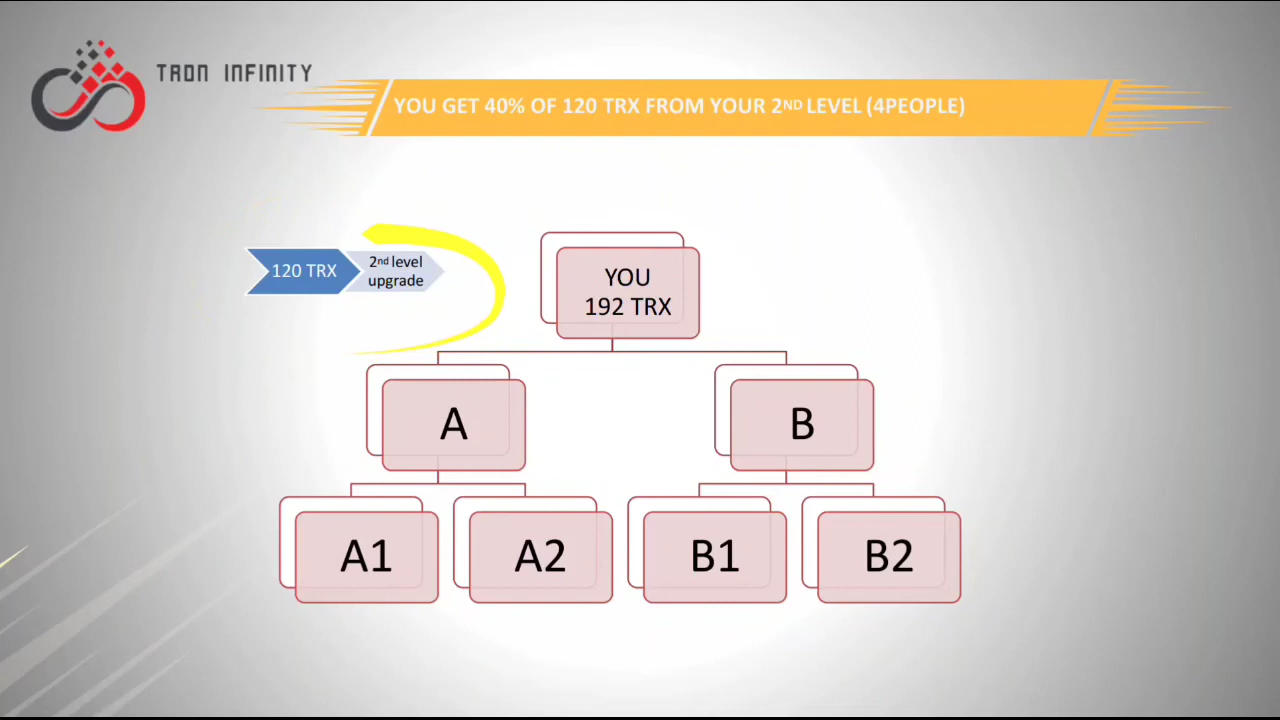 TRON INFINITY
YOU GET 40% OF 120 TRX FROM YOUR 2ND LEVEL (4PEOPLE)
120 TRX
2nd level
upgrade
YOU
192 TRX
A
B
A1
A2
B1
B2